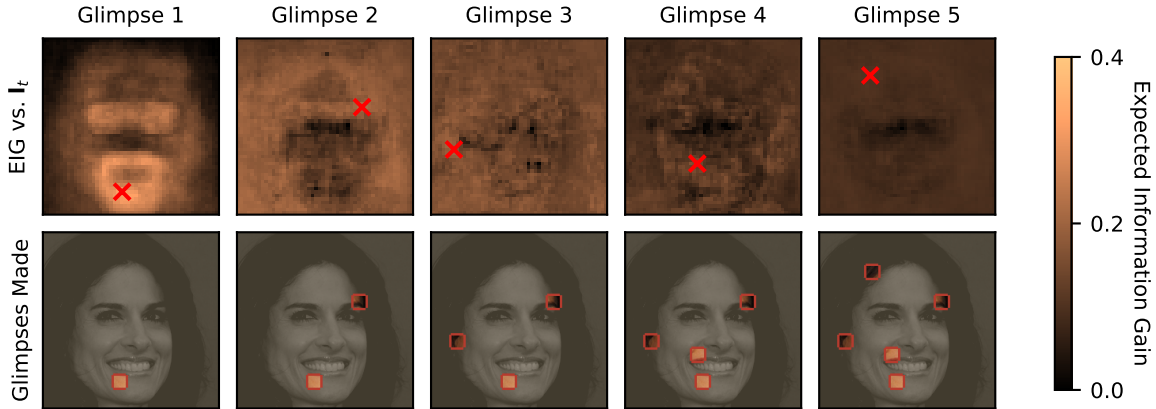 Glimpse 1 Glimpse 2 Glimpse 3 Glimpse 4 Glimpse 5
EIG vs. I_t
Glimpses Made
0.4
0.2
0.0
Expected Information Gain